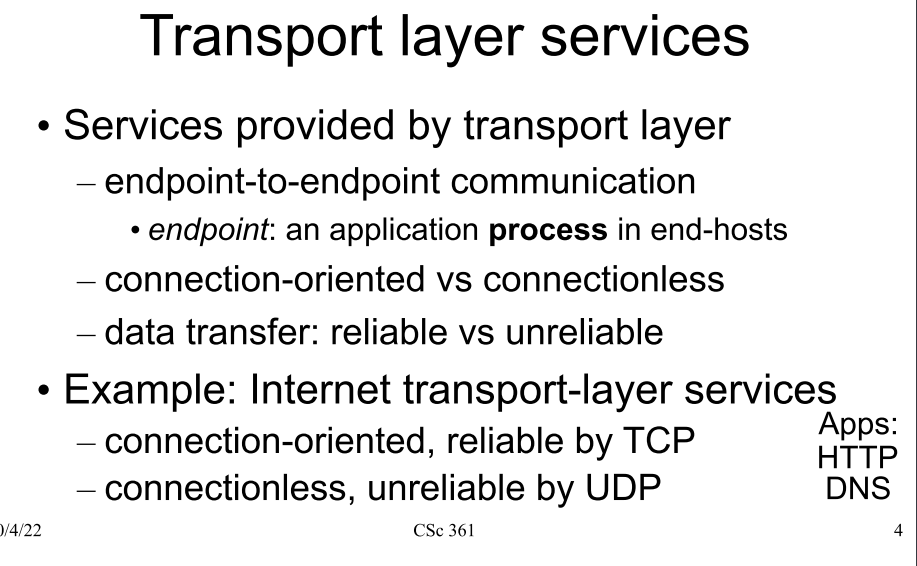 Transport layer services
• Services provided by transport layer
– endpoint-to-endpoint communication
• endpoint: an application process in end-hosts
– connection-oriented vs connectionless
– data transfer: reliable vs unreliable
• Example: Internet transport-layer services
– connection-oriented, reliable by TCP
– connectionless, unreliable by UDP
Apps:
HTTP
DNS
0/4/22
CSc 361
4